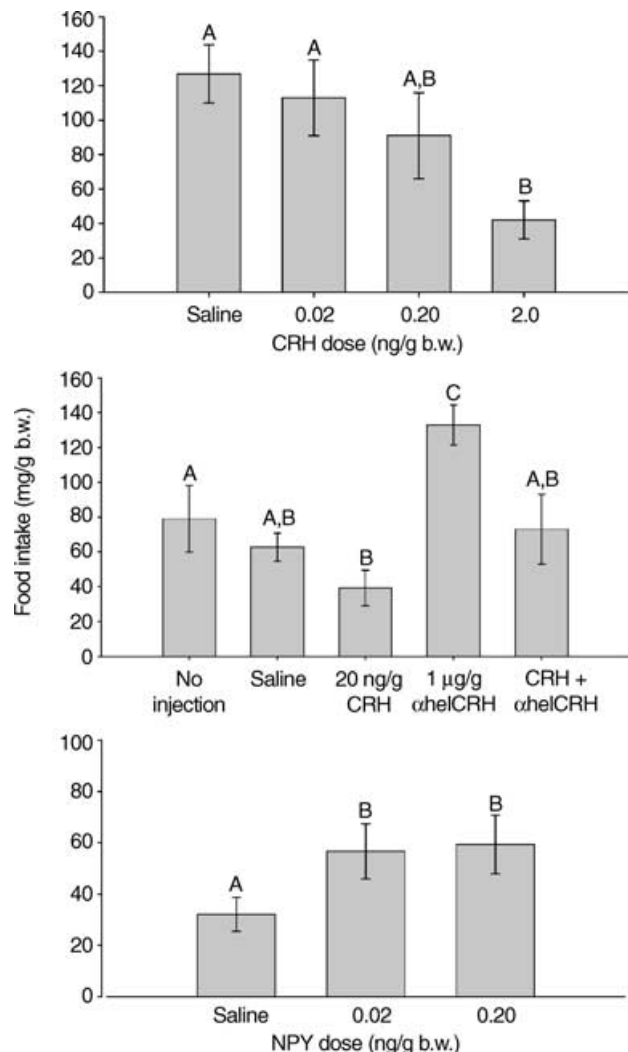 160
140
120
100
80
60
40
20
0
A
A
A,B
B
Saline
0.02
0.20
2.0
CRH dose (ng/g b.w.)
Food intake (mg/g b.w.)
160
140
120
100
80
60
40
20
0
A
A,B
B
C
A,B
No injection
Saline
20 ng/g CRH
1 μg/g αhelCRH
CRH + αhelCRH
100
80
60
40
20
0
A
B
B
Saline
0.02
0.20
NPY dose (ng/g b.w.)